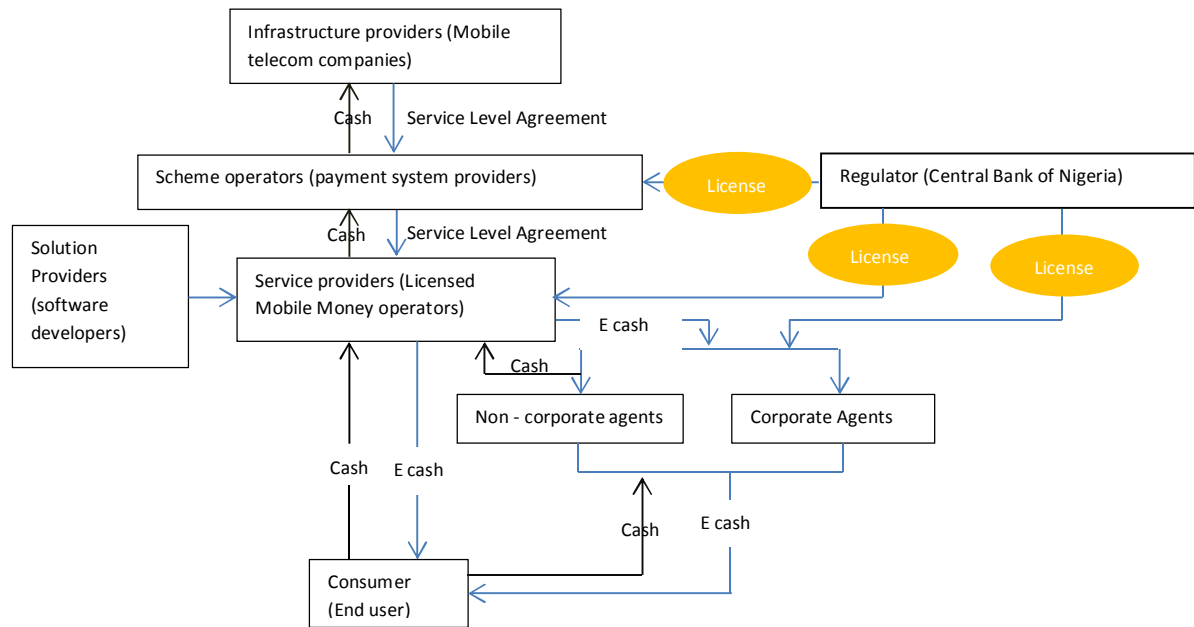 Infrastructure providers (Mobile
telecom companies)
Cash
Service Level Agreement
Scheme operators (payment system providers)
License
Regulator (Central Bank of Nigeria)
Cash
Service Level Agreement
License
License
Solution
Providers
(software
developers)
Service providers (Licensed
Mobile Money operators)
E cash
Cash
Non - corporate agents
Corporate Agents
Cash
E cash
Cash
E cash
Consumer
(End user)